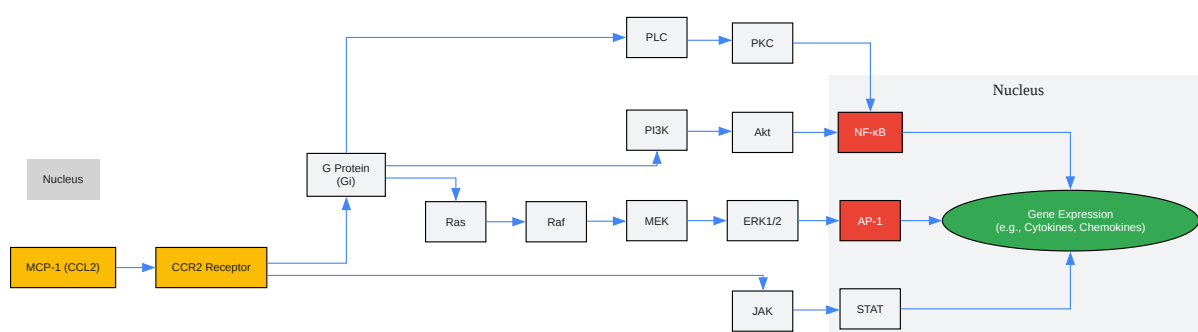 PLC
PKC
Nucleus
PI3K
Akt
NF-κB
G Protein
(Gi)
Nucleus
Ras
Raf
MEK
ERK1/2
AP-1
Gene Expression
(e.g., Cytokines, Chemokines)
MCP-1 (CCL2)
CCR2 Receptor
JAK
STAT